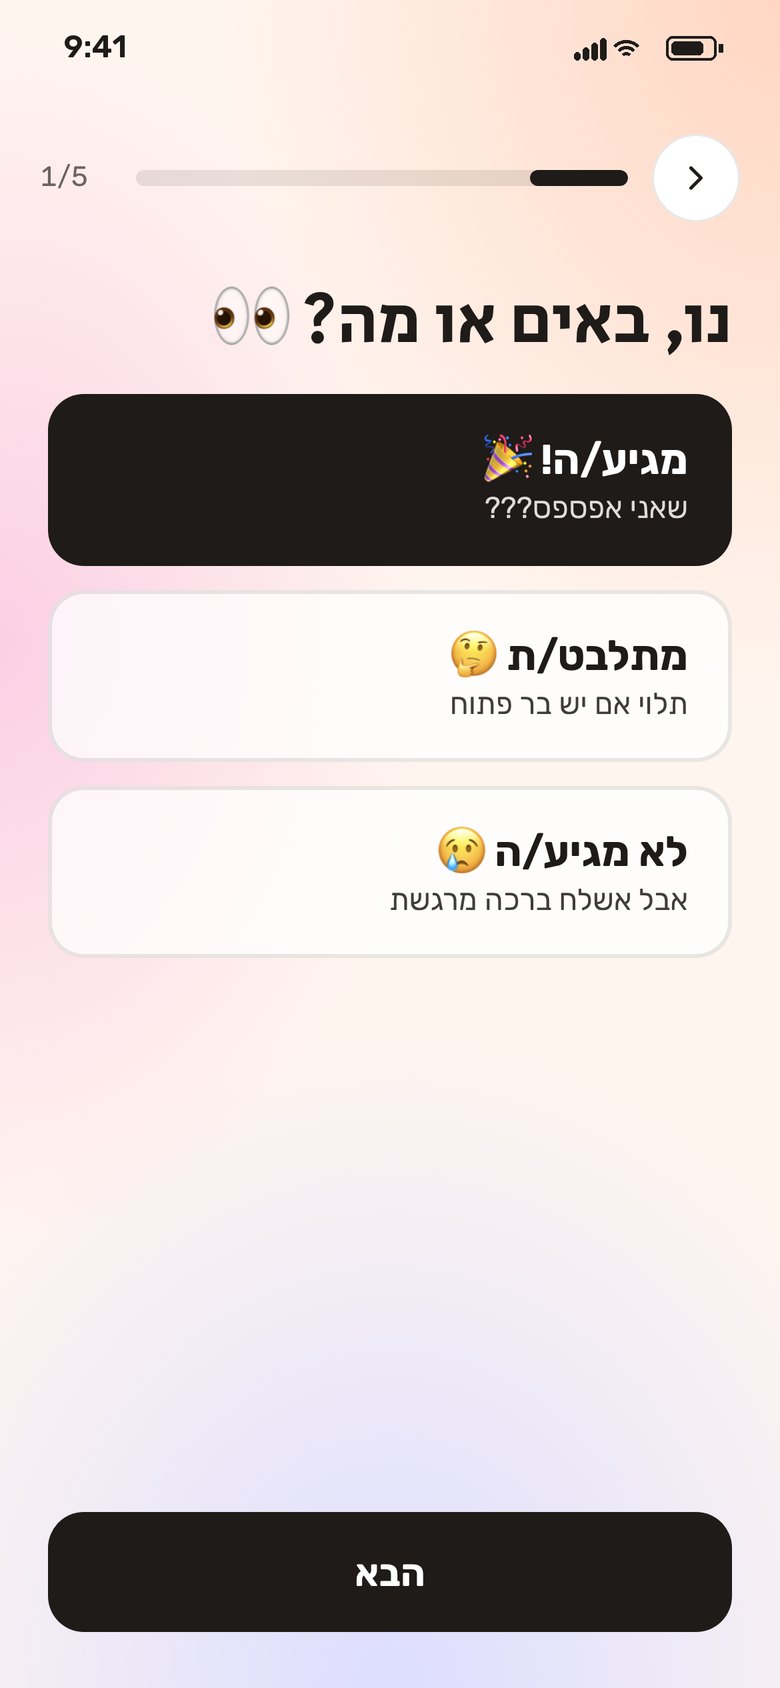 9:41
1/5
נו, באים או מה? 👀
מגיע/ה! 🎉
שאני אפספס???
מתלבט/ת 🤔
תלוי אם יש בר פתוח
לא מגיע/ה 😢
אבל אשלח ברכה מרגשת
הבא